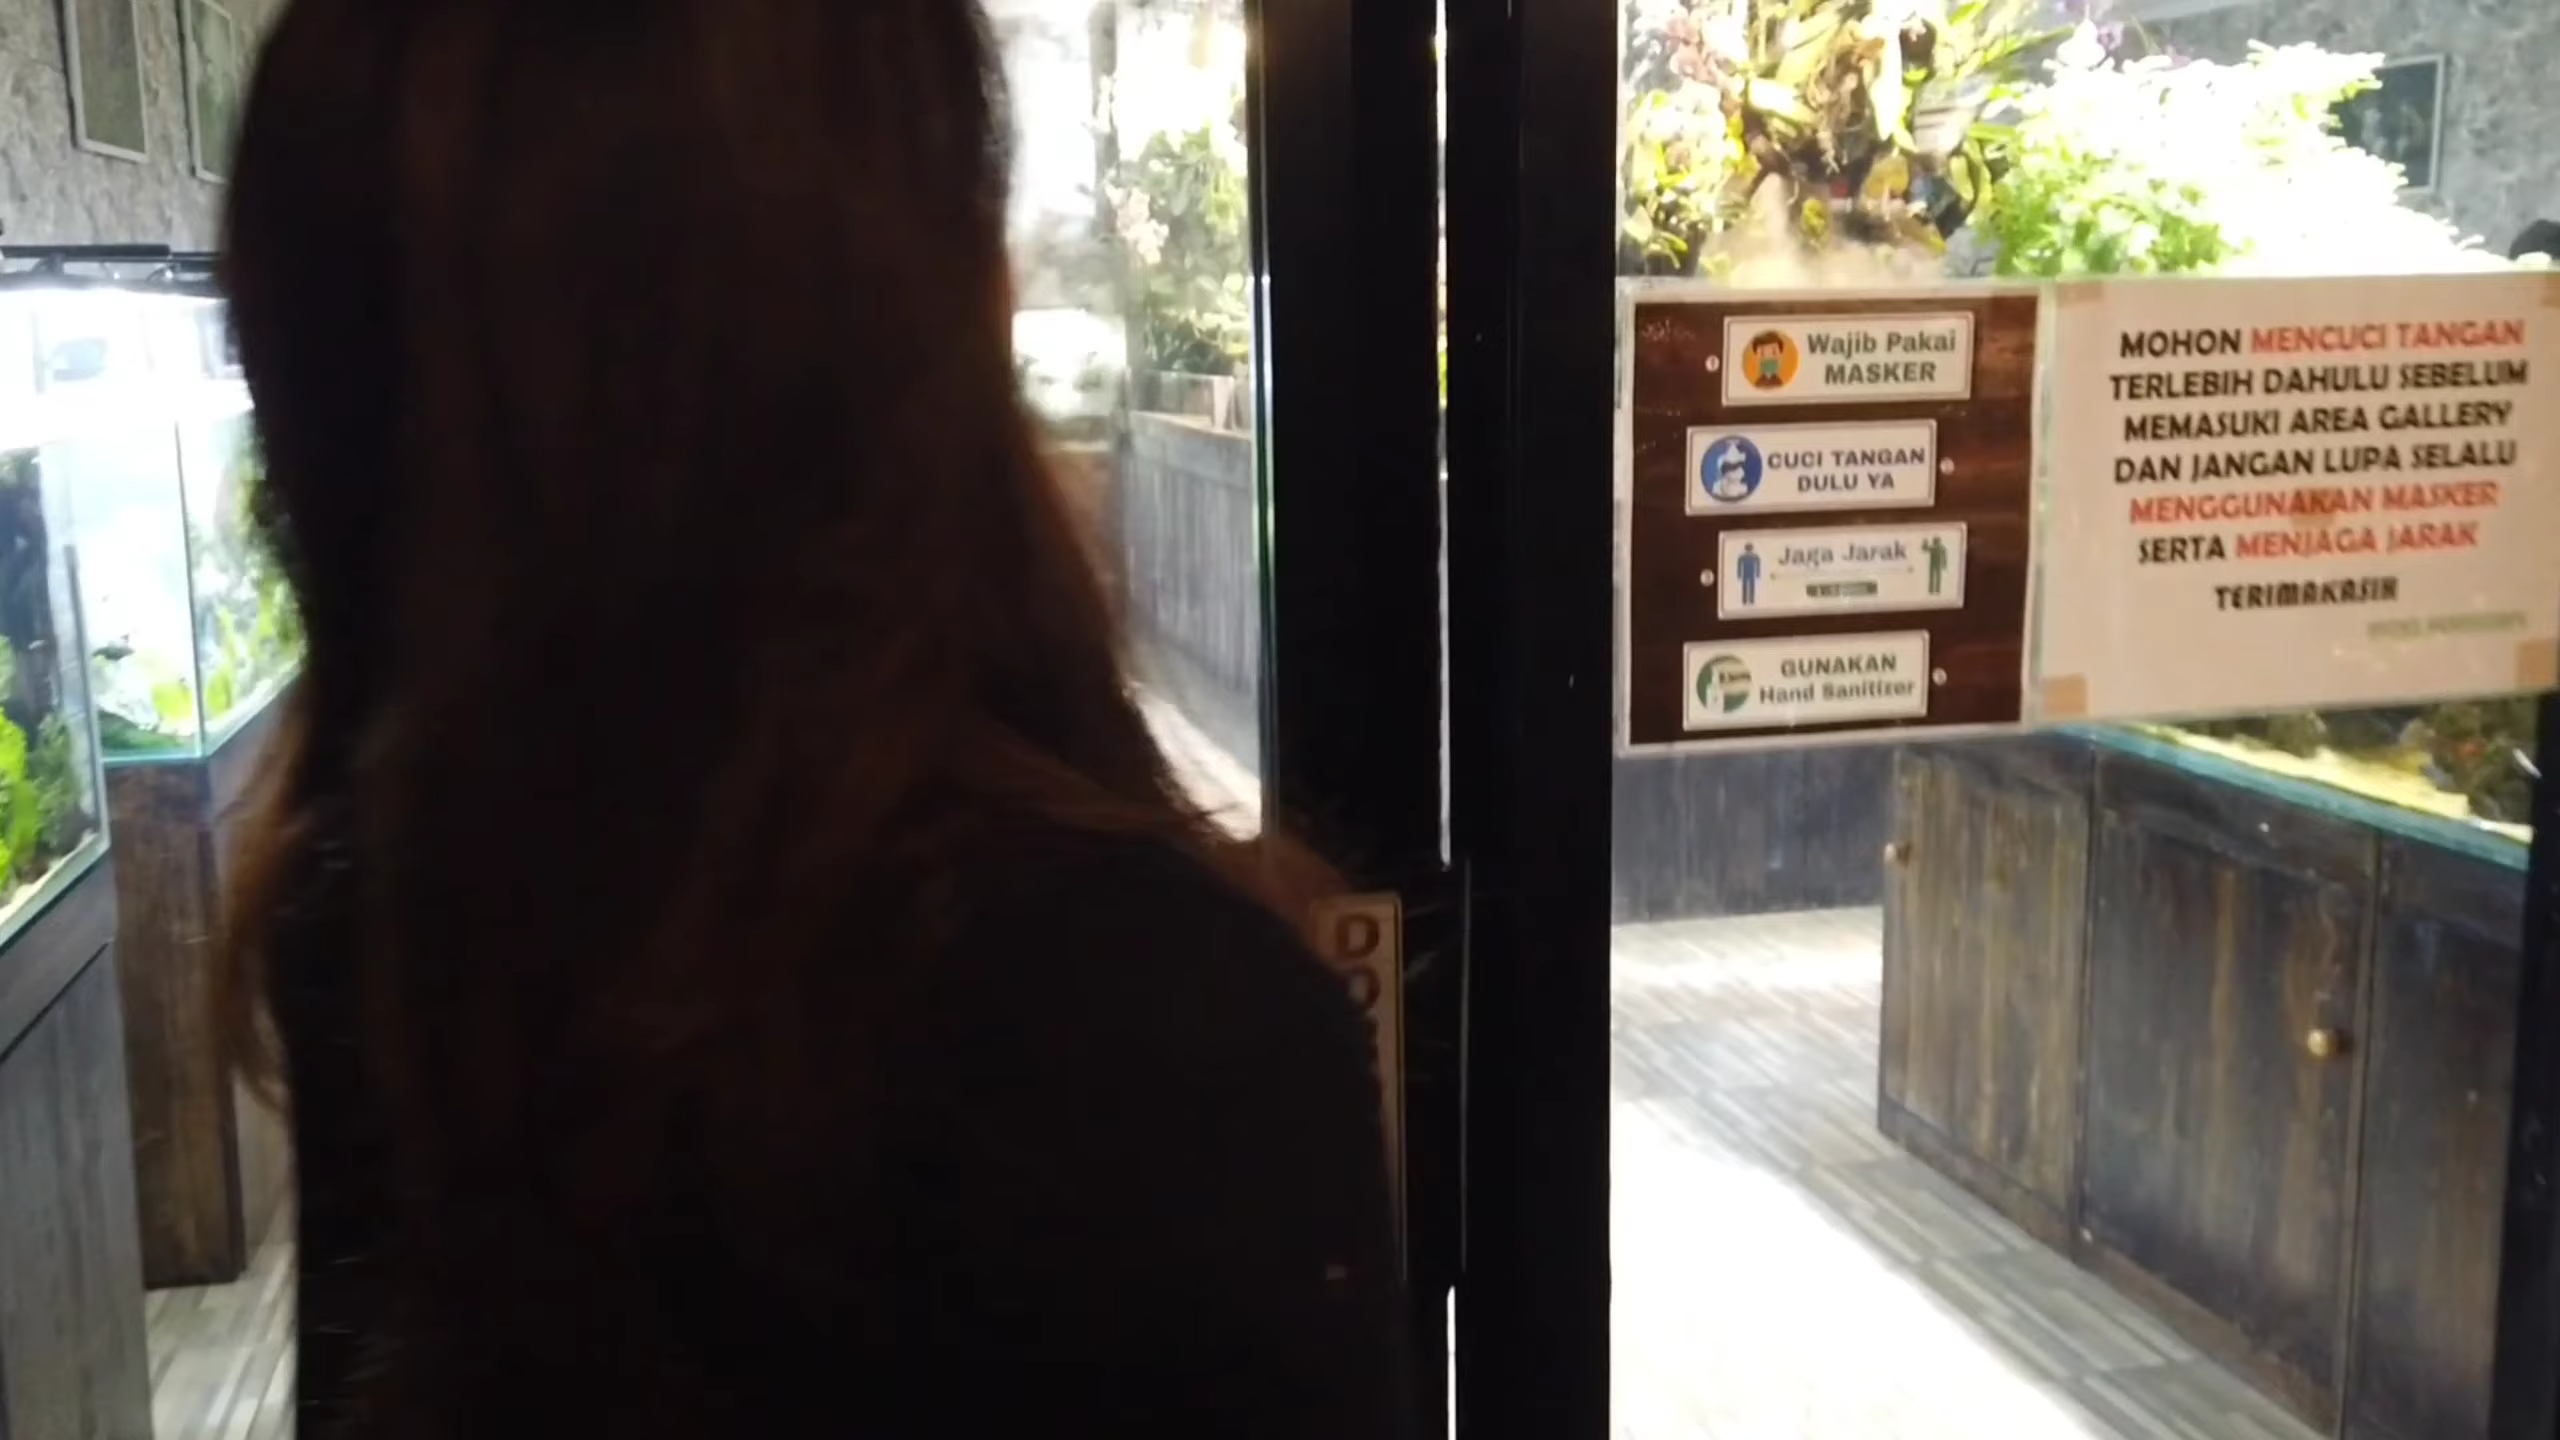 Wajib Pakai
MASKER
CUCI TANGAN
DULU YA
Jaga Jarak
GUNAKAN
Hand Sanitizer
MOHON MENCUCI TANGAN
TERLEBIH DAHULU SEBELUM
MEMASUKI AREA GALLERY
DAN JANGAN LUPA SELALU
MENGGUNAKAN MASKER
SERTA MENJAGA JARAK
TERIMAKASIH